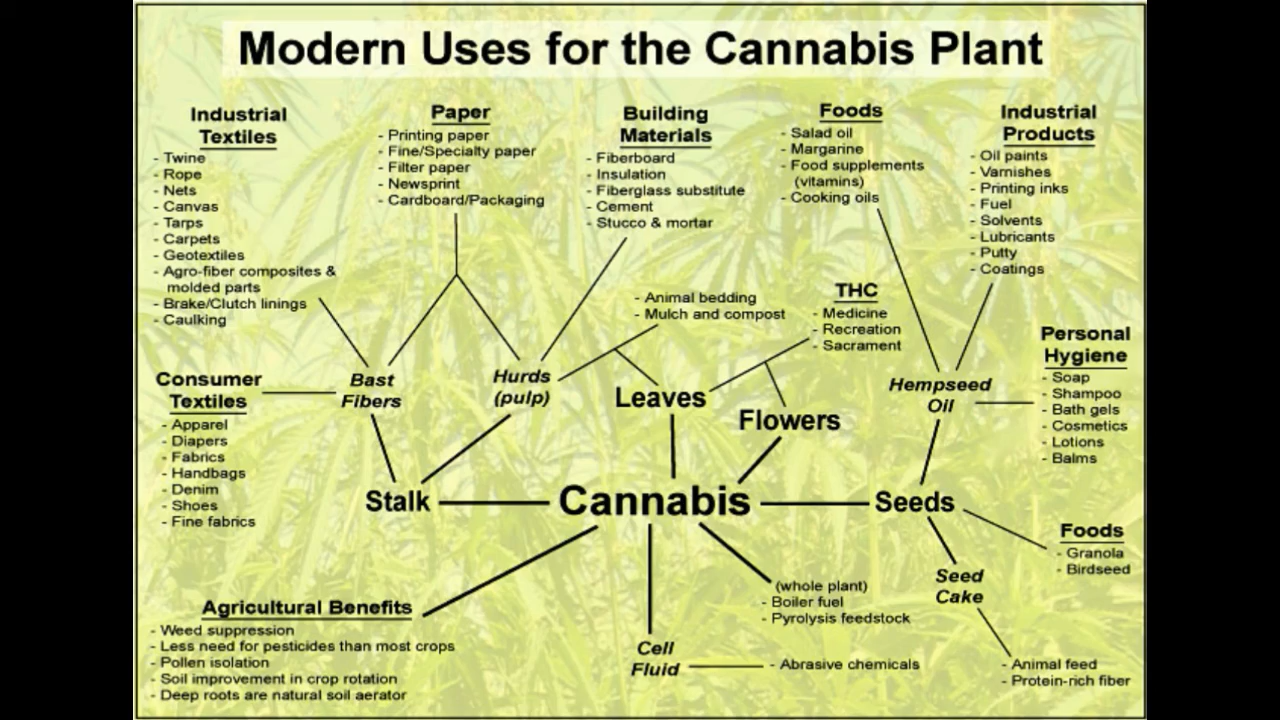 Modern Uses for the Cannabis Plant
Industrial
Textiles
- Twine
- Rope
- Nets
- Canvas
- Tarps
- Carpets
- Geotextiles
- Agro-fiber composites &
molded parts
- Brake/Clutch linings
- Caulking
Paper
- Printing paper
- Fine/Specialty paper
- Filter paper
- Newsprint
- Cardboard/Packaging
Building
Materials
- Fiberboard
- Insulation
- Fiberglass substitute
- Cement
- Stucco & mortar
Foods
- Salad oil
- Margarine
- Food supplements
(vitamins)
- Cooking oils
Industrial
Products
- Oil paints
- Varnishes
- Printing inks
- Fuel
- Solvents
- Lubricants
- Putty
- Coatings
- Animal bedding
- Mulch and compost
THC
- Medicine
- Recreation
- Sacrament
Personal
Hygiene
- Soap
- Shampoo
- Bath gels
- Cosmetics
- Lotions
- Balms
Consumer
Textiles
- Apparel
- Diapers
- Fabrics
- Handbags
- Denim
- Shoes
- Fine fabrics
Bast
Fibers
Hurds
(pulp)
Leaves
Flowers
Hempseed
Oil
Stalk
Cannabis
Seeds
Foods
- Granola
- Birdseed
Seed
Cake
(whole plant)
- Boiler fuel
- Pyrolysis feedstock
Agricultural Benefits
- Weed suppression
- Less need for pesticides than most crops
- Pollen isolation
- Soil improvement in crop rotation
- Deep roots are natural soil aerator
Cell
Fluid
- Abrasive chemicals
- Animal feed
- Protein-rich fiber